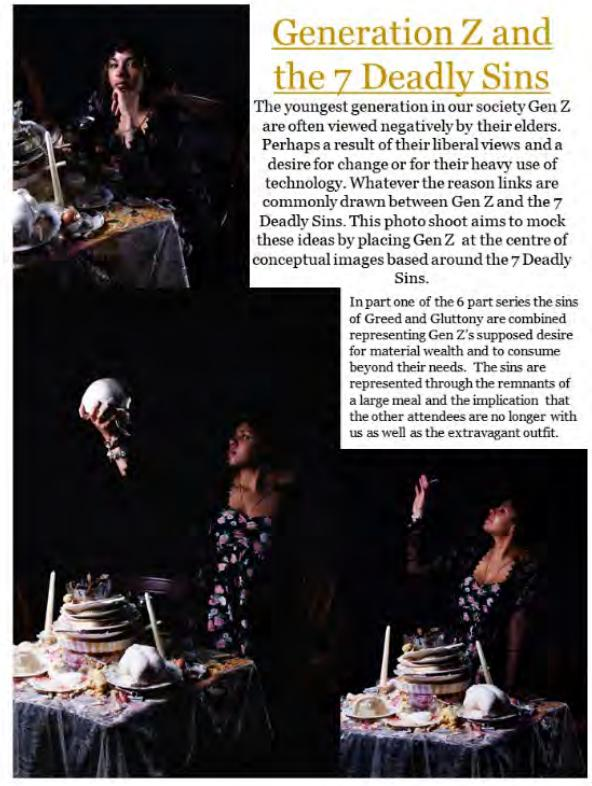 Generation Z and
the 7 Deadly Sins
The youngest generation in our society Gen Z
are often viewed negatively by their elders.
Perhaps a result of their liberal views and a
desire for change or for their heavy use of
technology. Whatever the reason links are
commonly drawn between Gen Z and the 7
Deadly Sins. This photo shoot aims to mock
these ideas by placing Gen Z at the centre of
conceptual images based around the 7 Deadly
Sins.
In part one of the 6 part series the sins
of Greed and Gluttony are combined
representing Gen Z's supposed desire
for material wealth and to consume
beyond their needs. The sins are
represented through the remnants of
a large meal and the implication that
the other attendees are no longer with
us as well as the extravagant outfit.